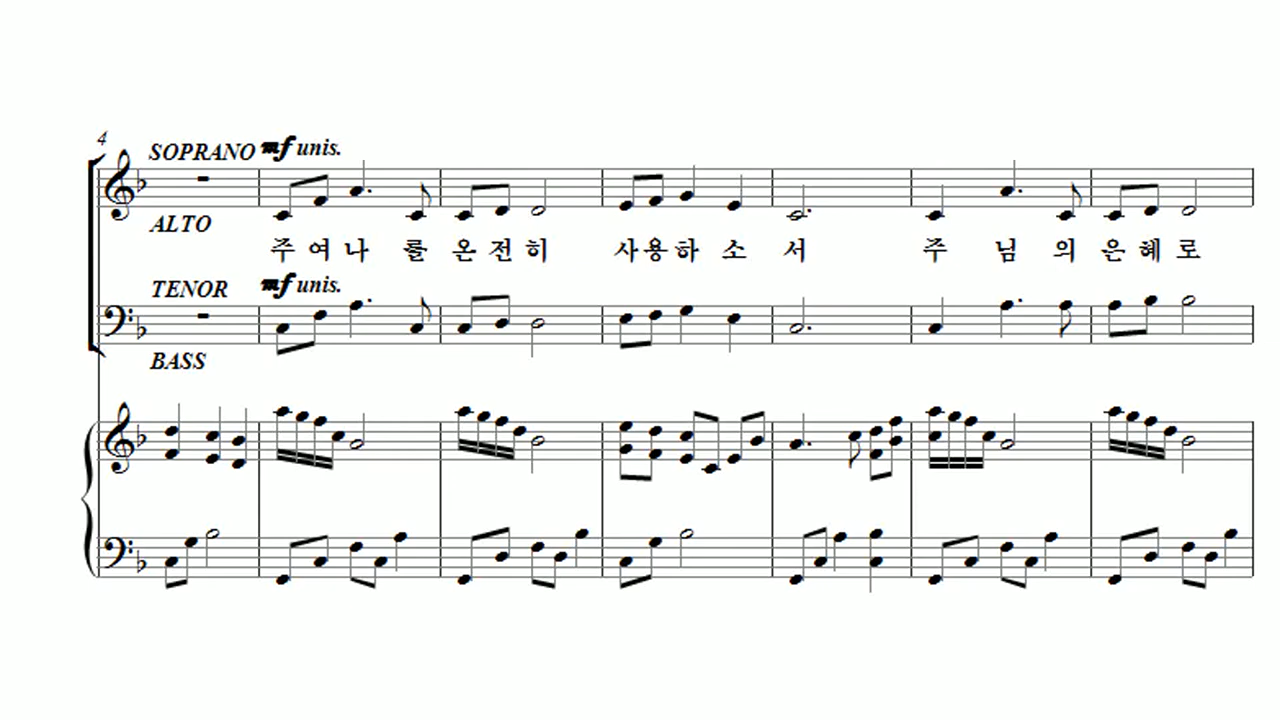 4
SOPRANO mf unis.
ALTO
주 여 나 를 온 전 히 사 용 하 소 서 주 님 의 은 혜 로
TENOR mf unis.
BASS